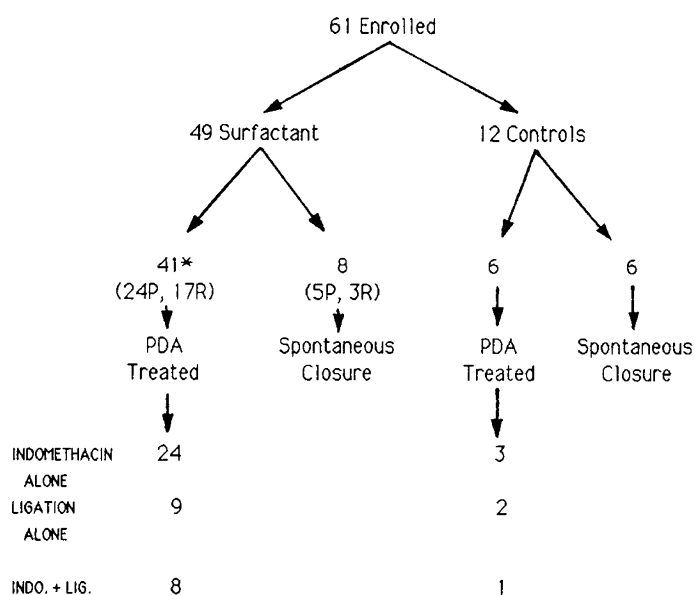 61 Enrolled
49 Surfactant 12 Controls
41* 8 6 6
(24P, 17R) (5P, 3R)
PDA Spontaneous PDA Spontaneous
Treated Closure Treated Closure
INDOMETHACIN 24 3
ALONE
LIGATION 9 2
ALONE
INDO. + LIG. 8 1